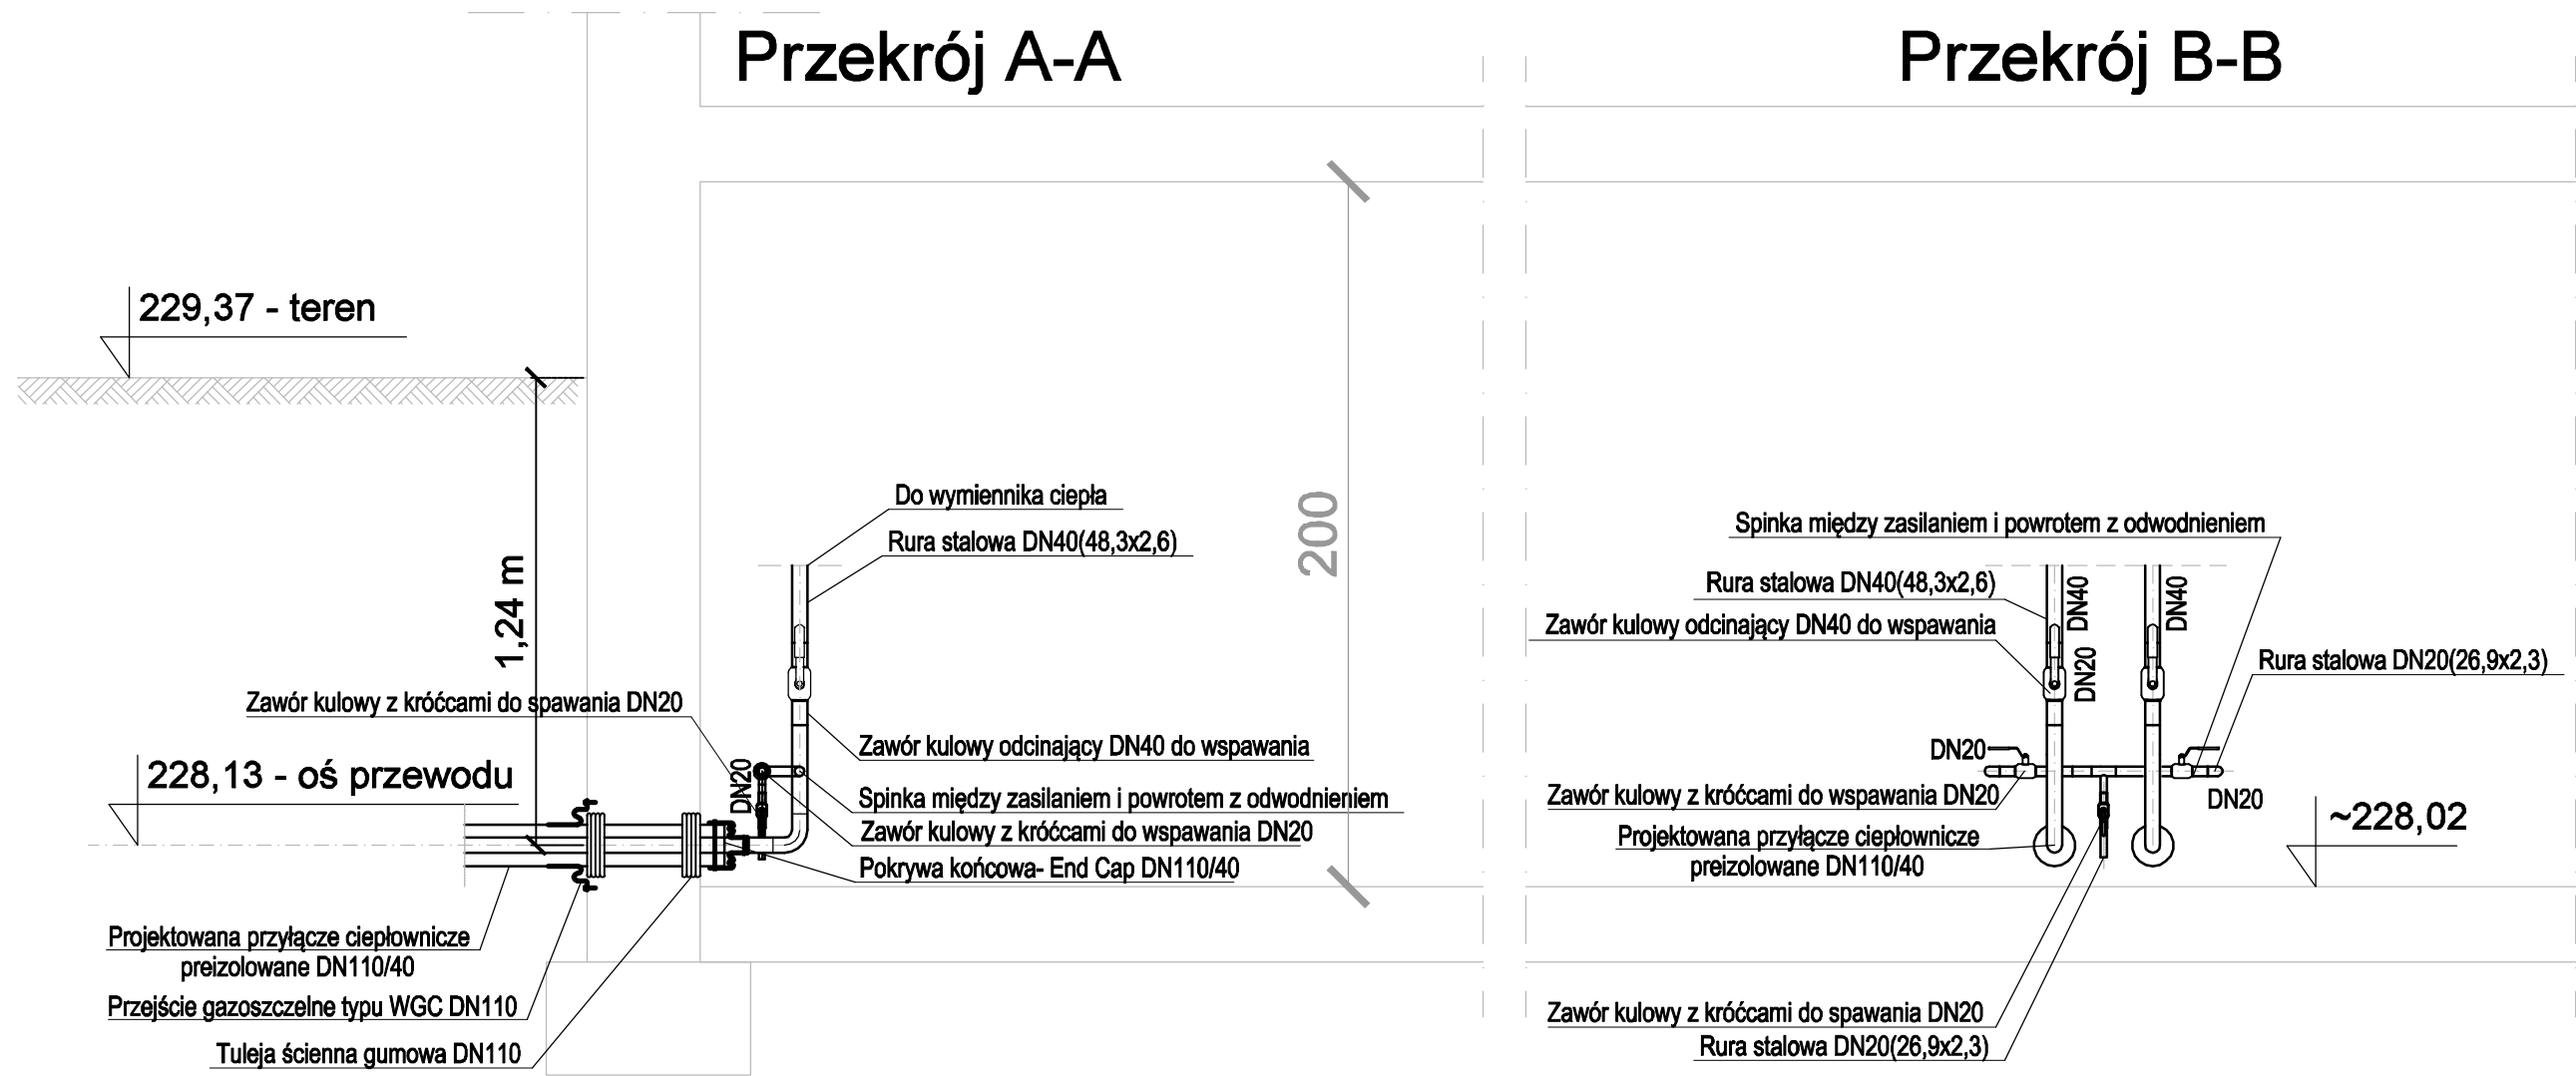 Przekrój A-A
229,37 - teren
1,24 m
200
Do wymiennika ciepła
Rura stalowa DN40(48,3x2,6)
Zawór kulowy z króćcami do spawania DN20
DN20
228,13 - oś przewodu
Zawór kulowy odcinający DN40 do wspawania
Spinka między zasilaniem i powrotem z odwodnieniem
Zawór kulowy z króćcami do wspawania DN20
Pokrywa końcowa- End Cap DN110/40
Projektowana przyłącze ciepłownicze
preizolowane DN110/40
Przejście gazoszczelne typu WGC DN110
Tuleja ścienna gumowa DN110
Przekrój B-B
Spinka między zasilaniem i powrotem z odwodnieniem
Rura stalowa DN40(48,3x2,6)
DN40
DN40
Zawór kulowy odcinający DN40 do wspawania
DN20
Rura stalowa DN20(26,9x2,3)
DN20
Zawór kulowy z króćcami do wspawania DN20
DN20
Projektowana przyłącze ciepłownicze
preizolowane DN110/40
~228,02
Zawór kulowy z króćcami do spawania DN20
Rura stalowa DN20(26,9x2,3)